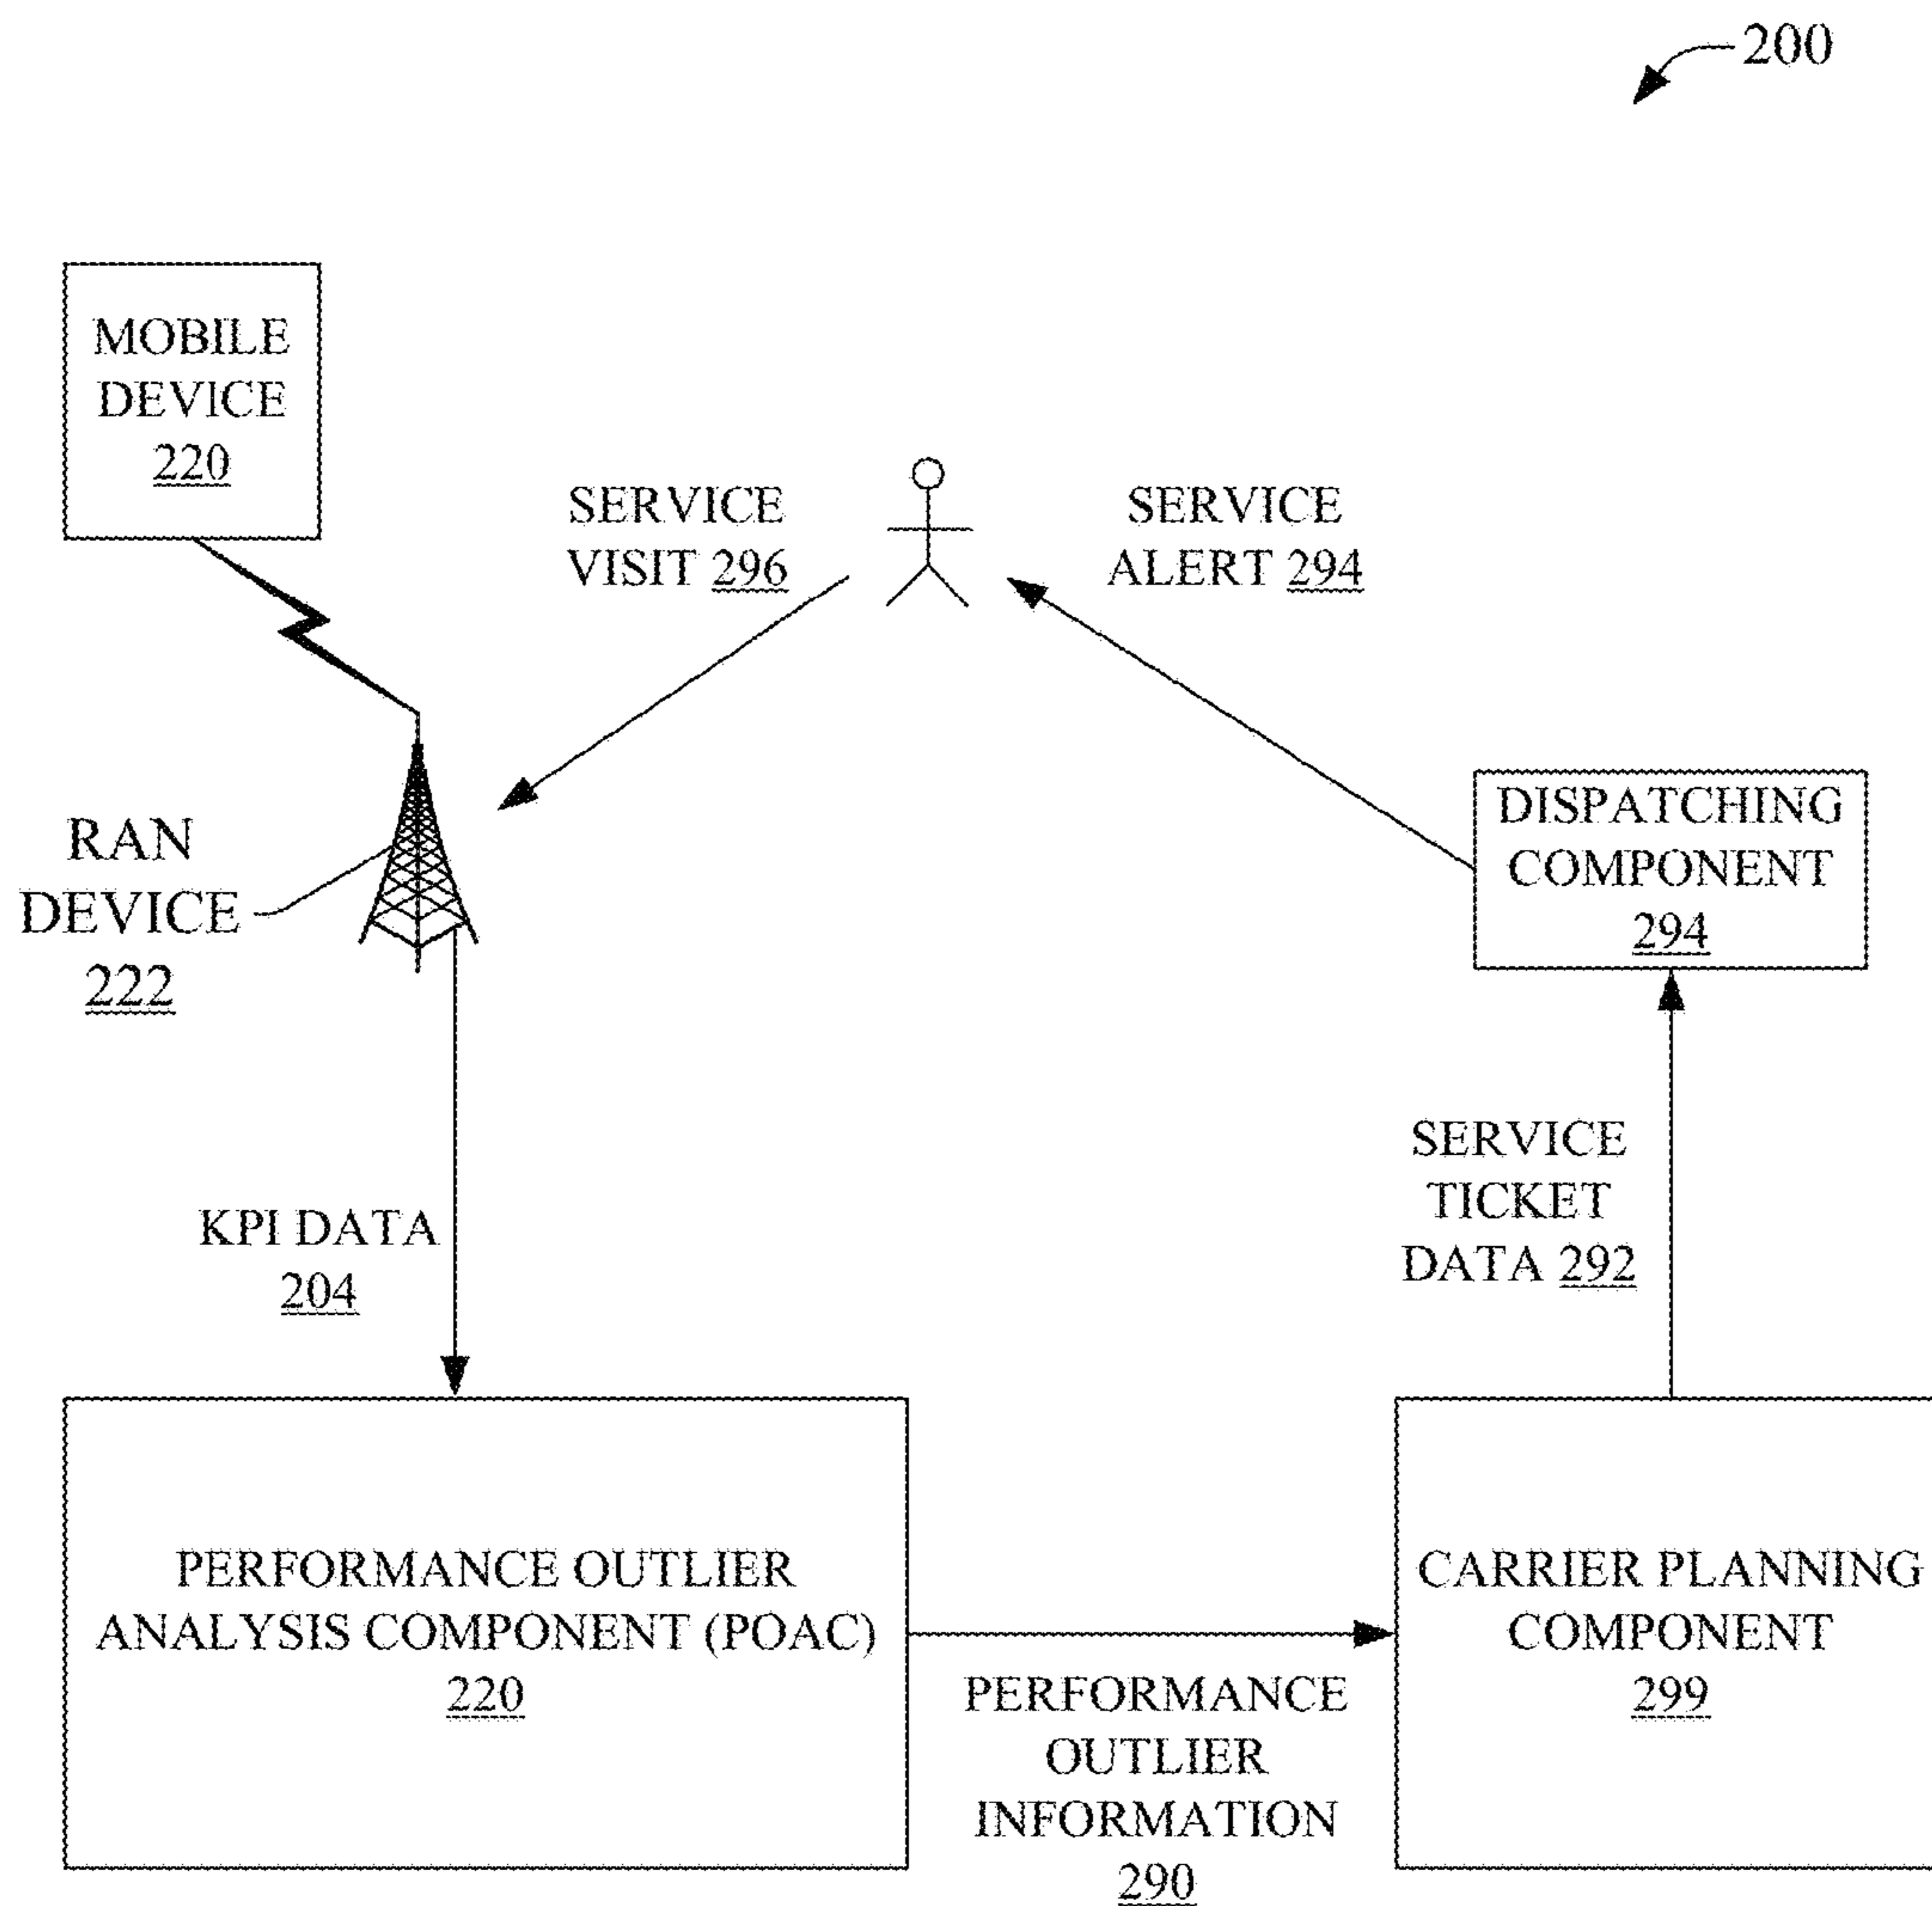 200
MOBILE
DEVICE
220
SERVICE
VISIT 296
SERVICE
ALERT 294
RAN
DEVICE
222
DISPATCHING
COMPONENT
294
KPI DATA
204
SERVICE
TICKET
DATA 292
PERFORMANCE OUTLIER
ANALYSIS COMPONENT (POAC)
220
PERFORMANCE
OUTLIER
INFORMATION
290
CARRIER PLANNING
COMPONENT
299